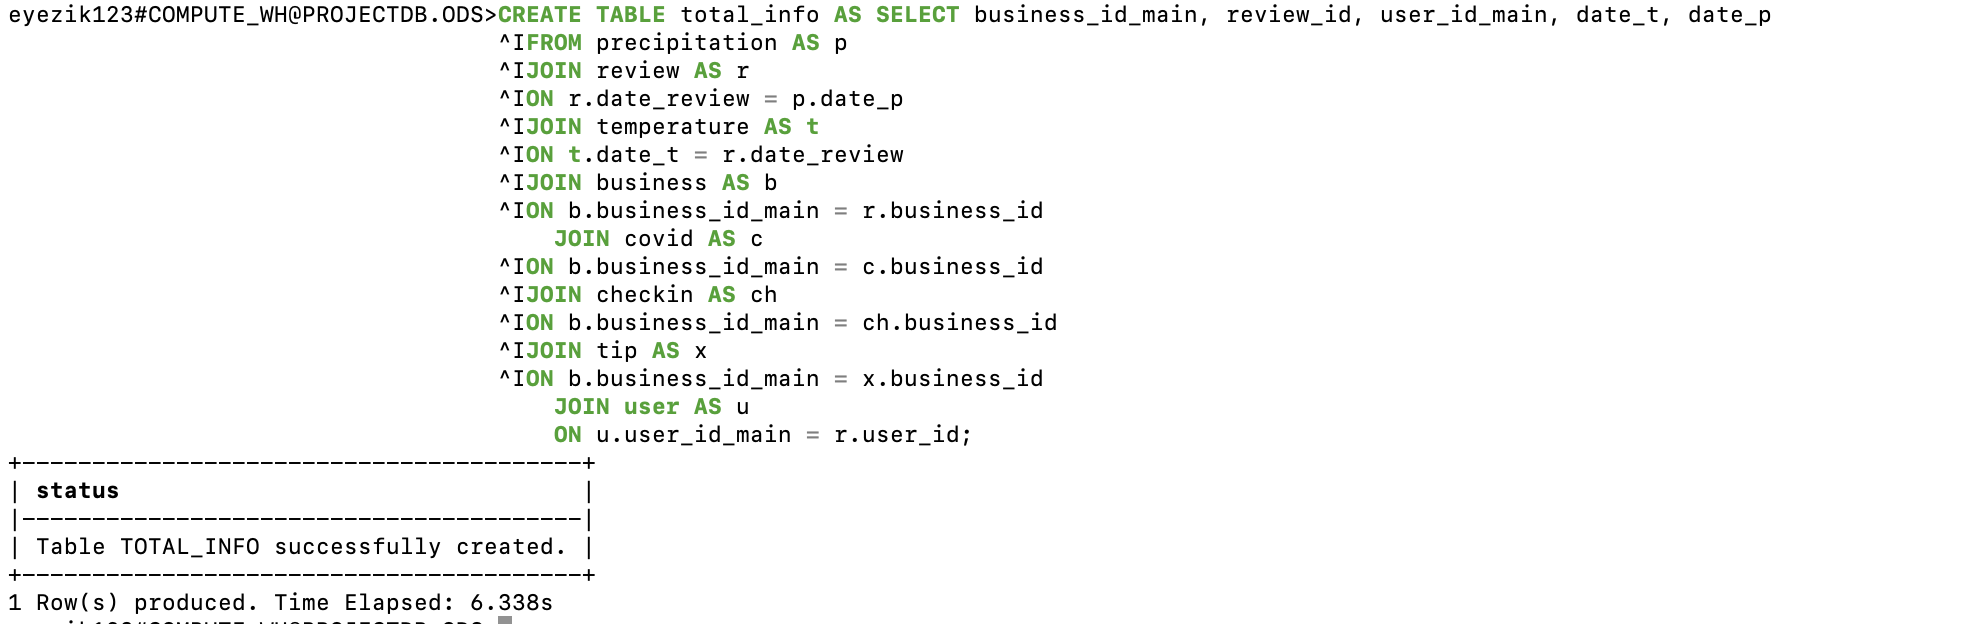 eyezik123#COMPUTE_WH@PROJECTDB.ODS>CREATE TABLE total_info AS SELECT business_id_main, review_id, user_id_main, date_t, date_p
^IFROM precipitation AS p
^IJOIN review AS r
^ION r.date_review = p.date_p
^IJOIN temperature AS t
^ION t.date_t = r.date_review
^IJOIN business AS b
^ION b.business_id_main = r.business_id
JOIN covid AS c
^ION b.business_id_main = c.business_id
^IJOIN checkin AS ch
^ION b.business_id_main = ch.business_id
^IJOIN tip AS x
^ION b.business_id_main = x.business_id
JOIN user AS u
ON u.user_id_main = r.user_id;
+----------------------------------------+
| status                                 |
|----------------------------------------|
| Table TOTAL_INFO successfully created. |
+----------------------------------------+
1 Row(s) produced. Time Elapsed: 6.338s